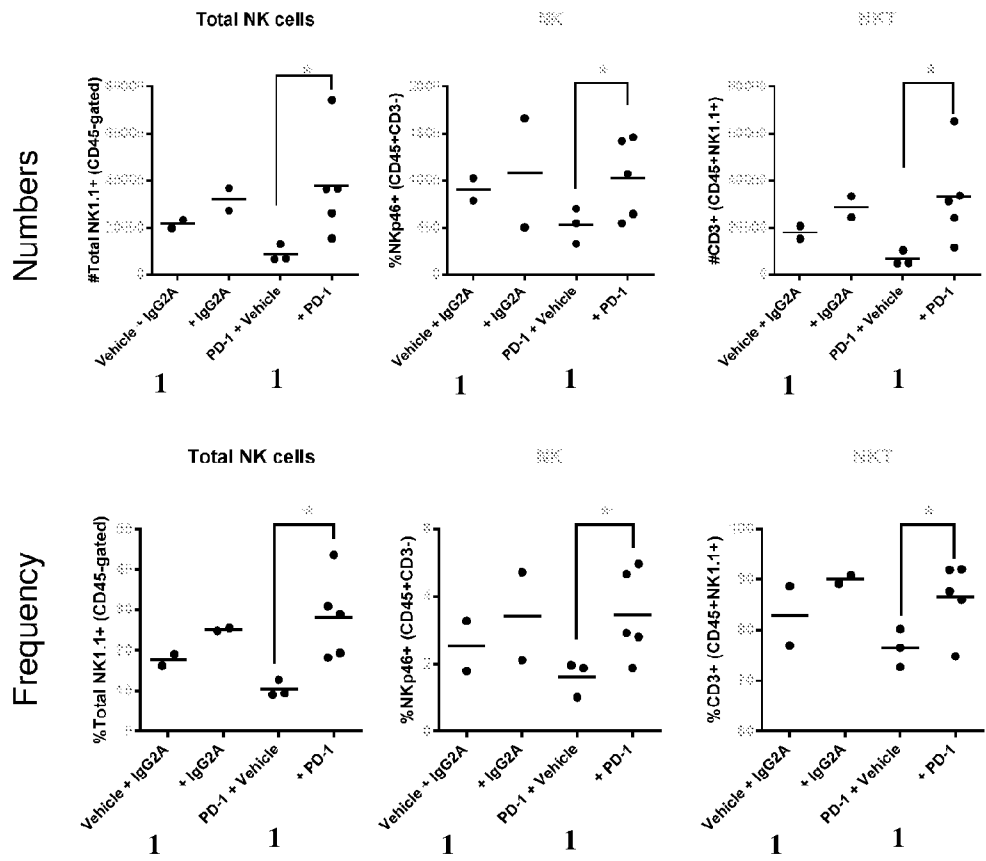 Total NK cells
NK
NKT
Numbers
#Total NK1.1+ (CD45-gated)
%NKp46+ (CD45+CD3-)
#CD3+ (CD45+NK1.1+)
*
*
*
Vehicle + IgG2A
+ IgG2A
PD-1 + Vehicle
+ PD-1
Vehicle + IgG2A
+ IgG2A
PD-1 + Vehicle
+ PD-1
Vehicle + IgG2A
+ IgG2A
PD-1 + Vehicle
+ PD-1
1
1
1
1
1
1
Total NK cells
NK
NKT
Frequency
%Total NK1.1+ (CD45-gated)
%NKp46+ (CD45+CD3-)
%CD3+ (CD45+NK1.1+)
*
*
*
Vehicle + IgG2A
+ IgG2A
PD-1 + Vehicle
+ PD-1
Vehicle + IgG2A
+ IgG2A
PD-1 + Vehicle
+ PD-1
Vehicle + IgG2A
+ IgG2A
PD-1 + Vehicle
+ PD-1
1
1
1
1
1
1